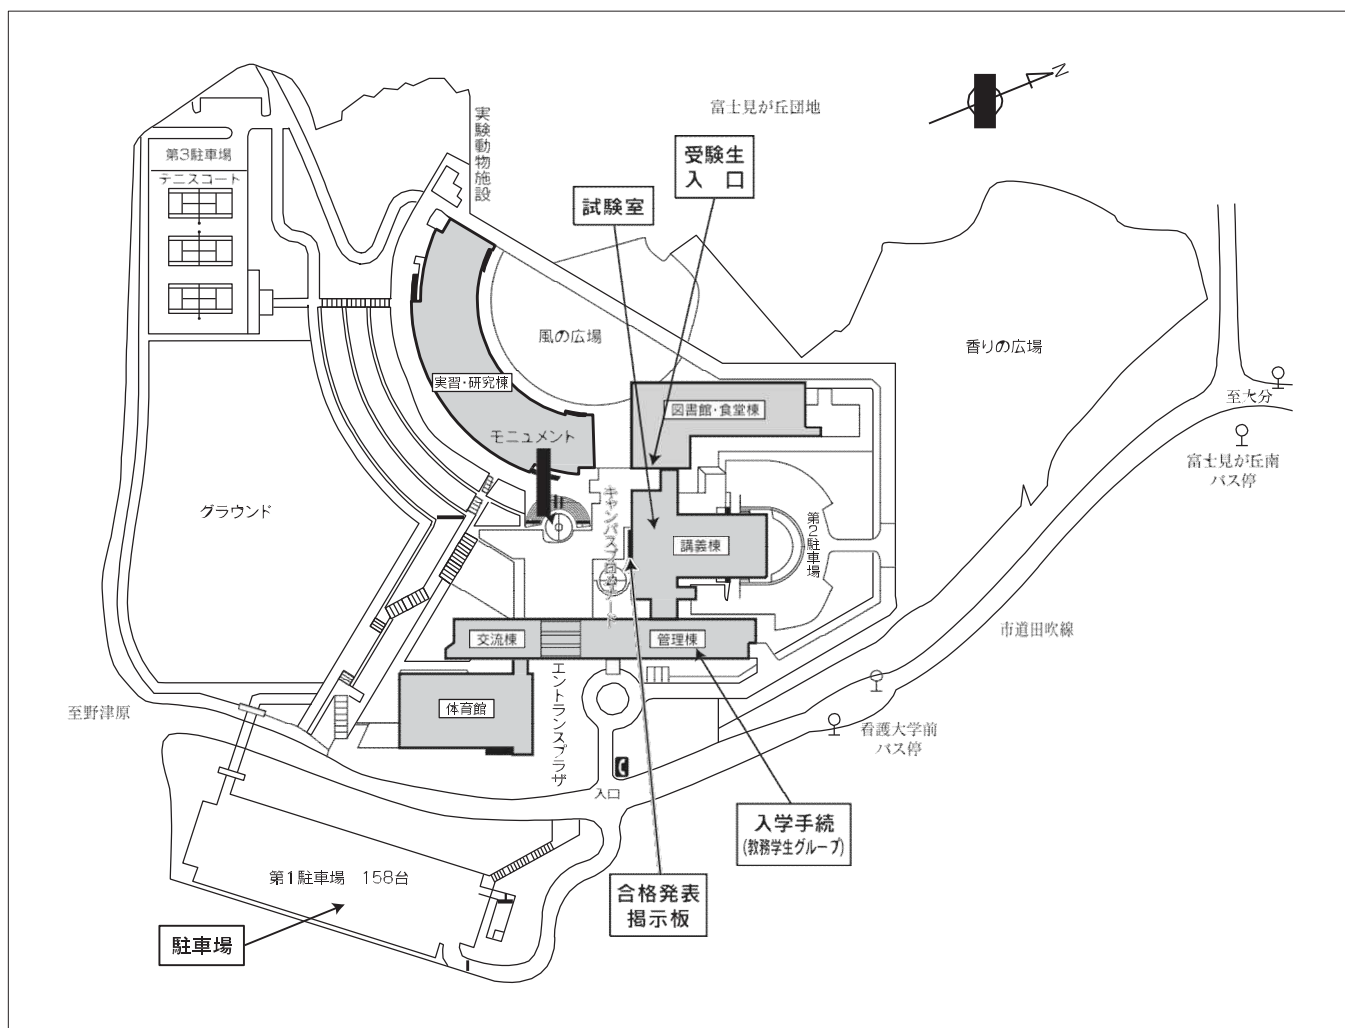 N
富士見が丘団地
実験動物施設
受験生
入 口
第3駐車場
テニスコート
試験室
風の広場
香りの広場
実習・研究棟
図書館・食堂棟
至大分
モニュメント
富士見が丘南
バス停
グラウンド
キャンパスプロムナード
講義棟
第2駐車場
交流棟
管理棟
市道田吹線
エントランスプラザ
体育館
至野津原
看護大学前
バス停
入口
入学手続
(教務学生グループ)
第1駐車場 158台
合格発表
掲示板
駐車場